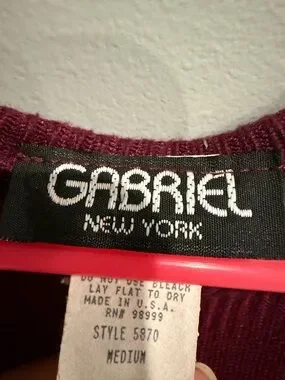 GABRIEL
NEW YORK
DO NOT USE BLEACH
LAY FLAT TO DRY
MADE IN U.S.A.
RN# 98999
STYLE 5870
MEDIUM